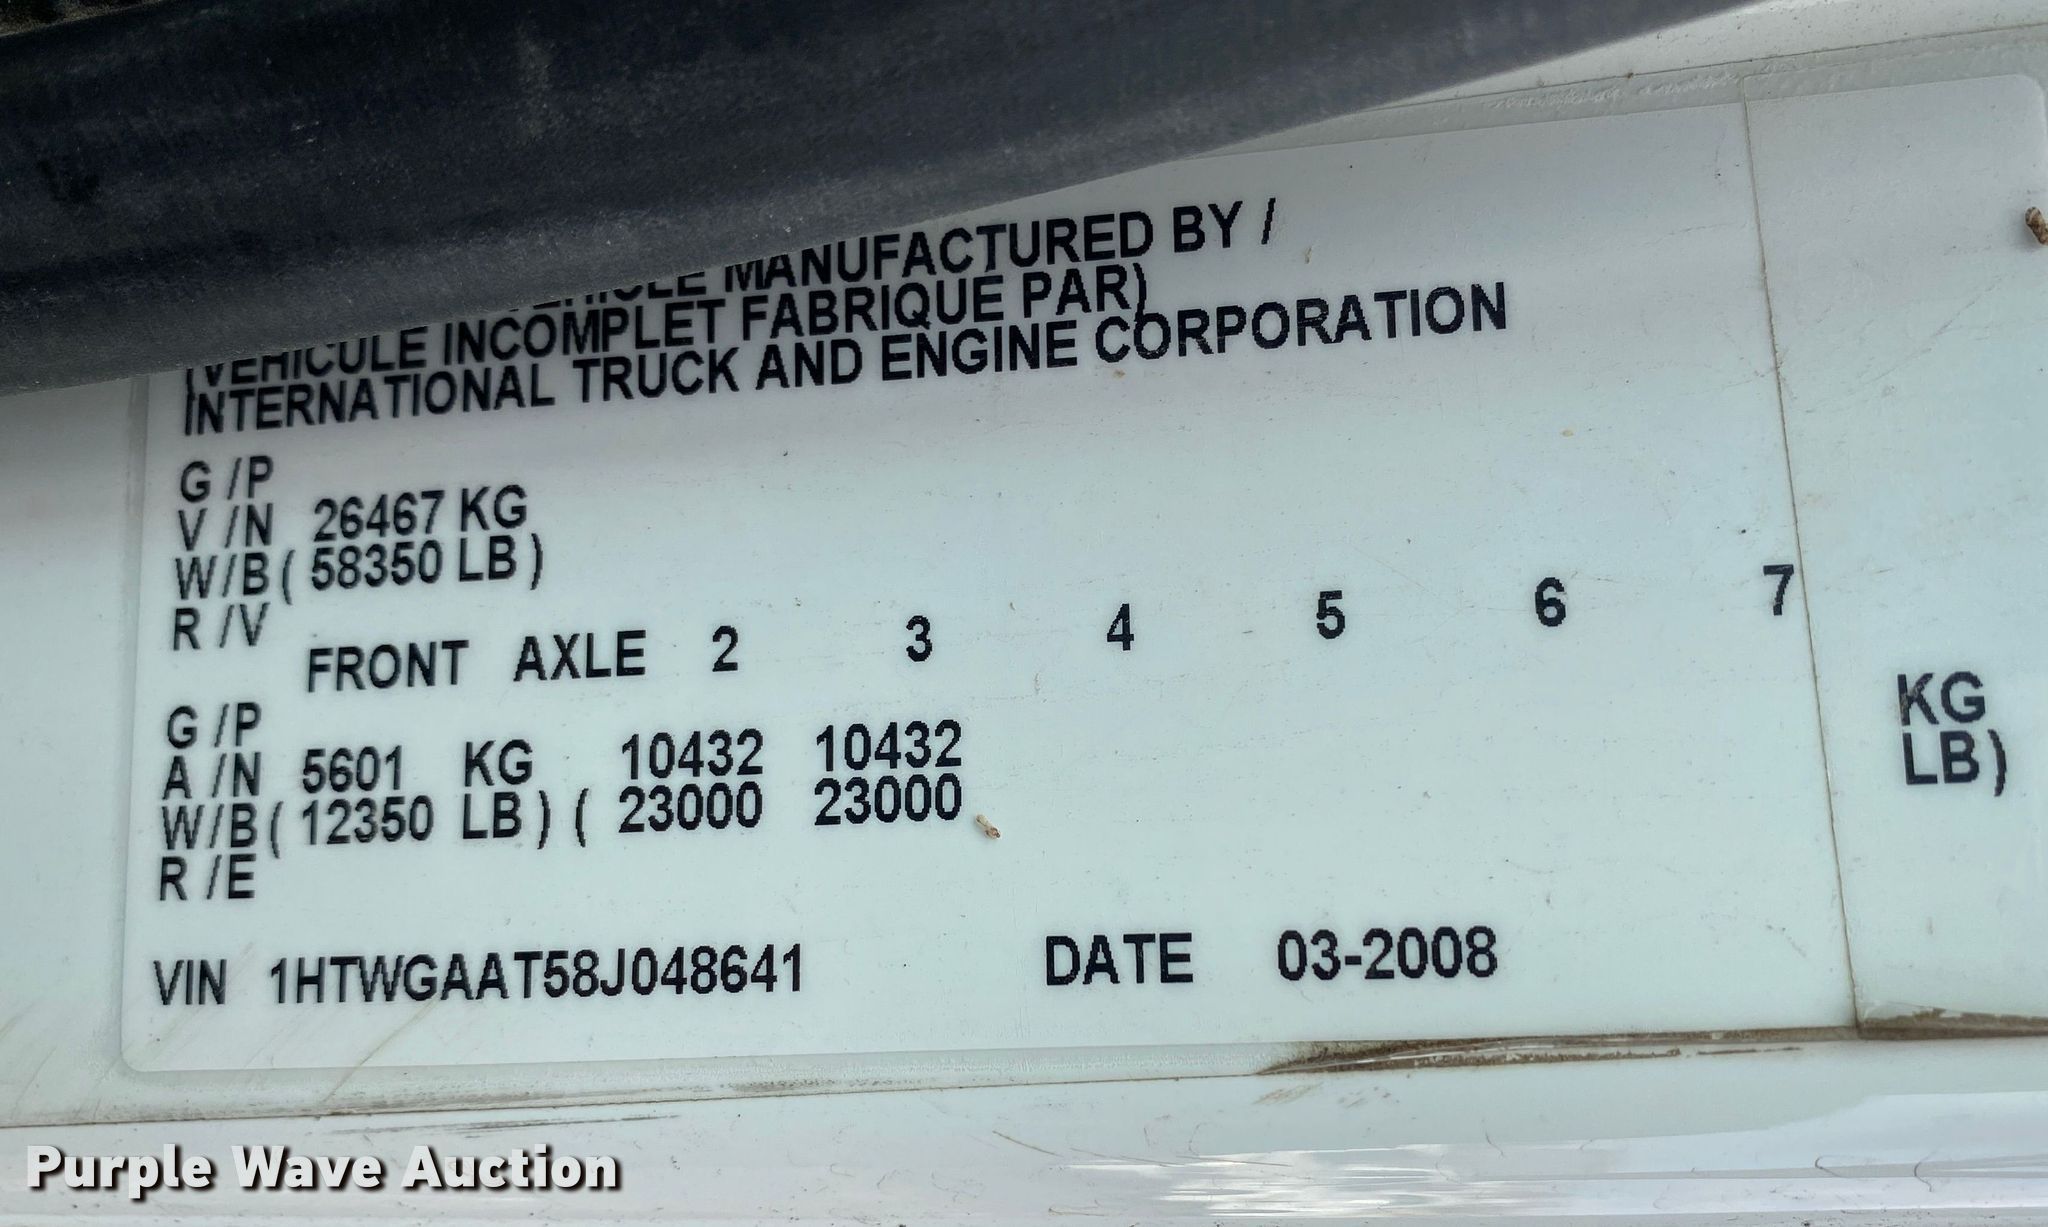 VEHICLE MANUFACTURED BY /
(VEHICULE INCOMPLET FABRIQUÉ PAR)
INTERNATIONAL TRUCK AND ENGINE CORPORATION
G /P
V /N 26467 KG
W/B ( 58350 LB )
R /V
FRONT AXLE 2 3 4 5 6 7
G /P
A /N 5601 KG ( 10432 10432 KG
W/B ( 12350 LB ) ( 23000 23000 LB)
R /E
VIN 1HTWGAAT58J048641 DATE 03-2008
Purple Wave Auction